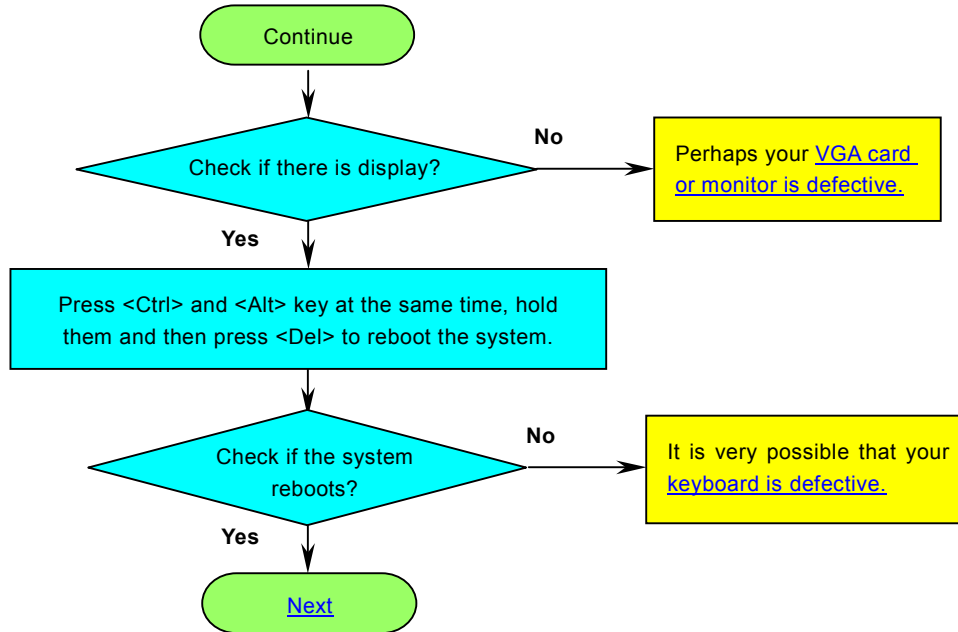 Continue
Check if there is display?
No
Perhaps your VGA card
or monitor is defective.
Yes
Press <Ctrl> and <Alt> key at the same time, hold
them and then press <Del> to reboot the system.
Check if the system
reboots?
No
It is very possible that your
keyboard is defective.
Yes
Next